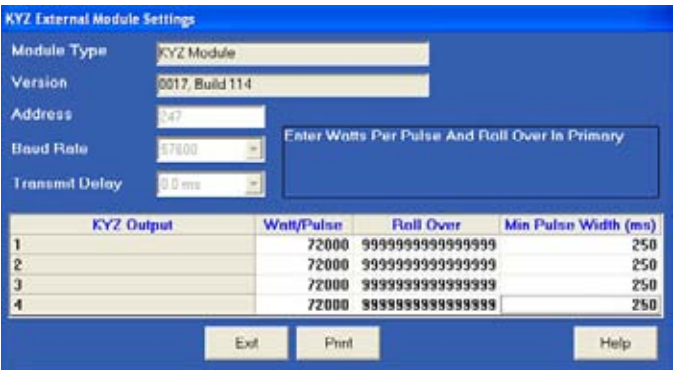 KYZ External Module Settings
Module Type KYZ Module
Version 0017, Build 114
Address 247
Enter Watts Per Pulse And Roll Over In Primary
Baud Rate 57600
Transmit Delay 0.0 ms
KYZ Output Watt/Pulse Roll Over Min Pulse Width (ms)
1 72000 9999999999999999 250
2 72000 9999999999999999 250
3 72000 9999999999999999 250
4 72000 9999999999999999 250
Exit Print Help